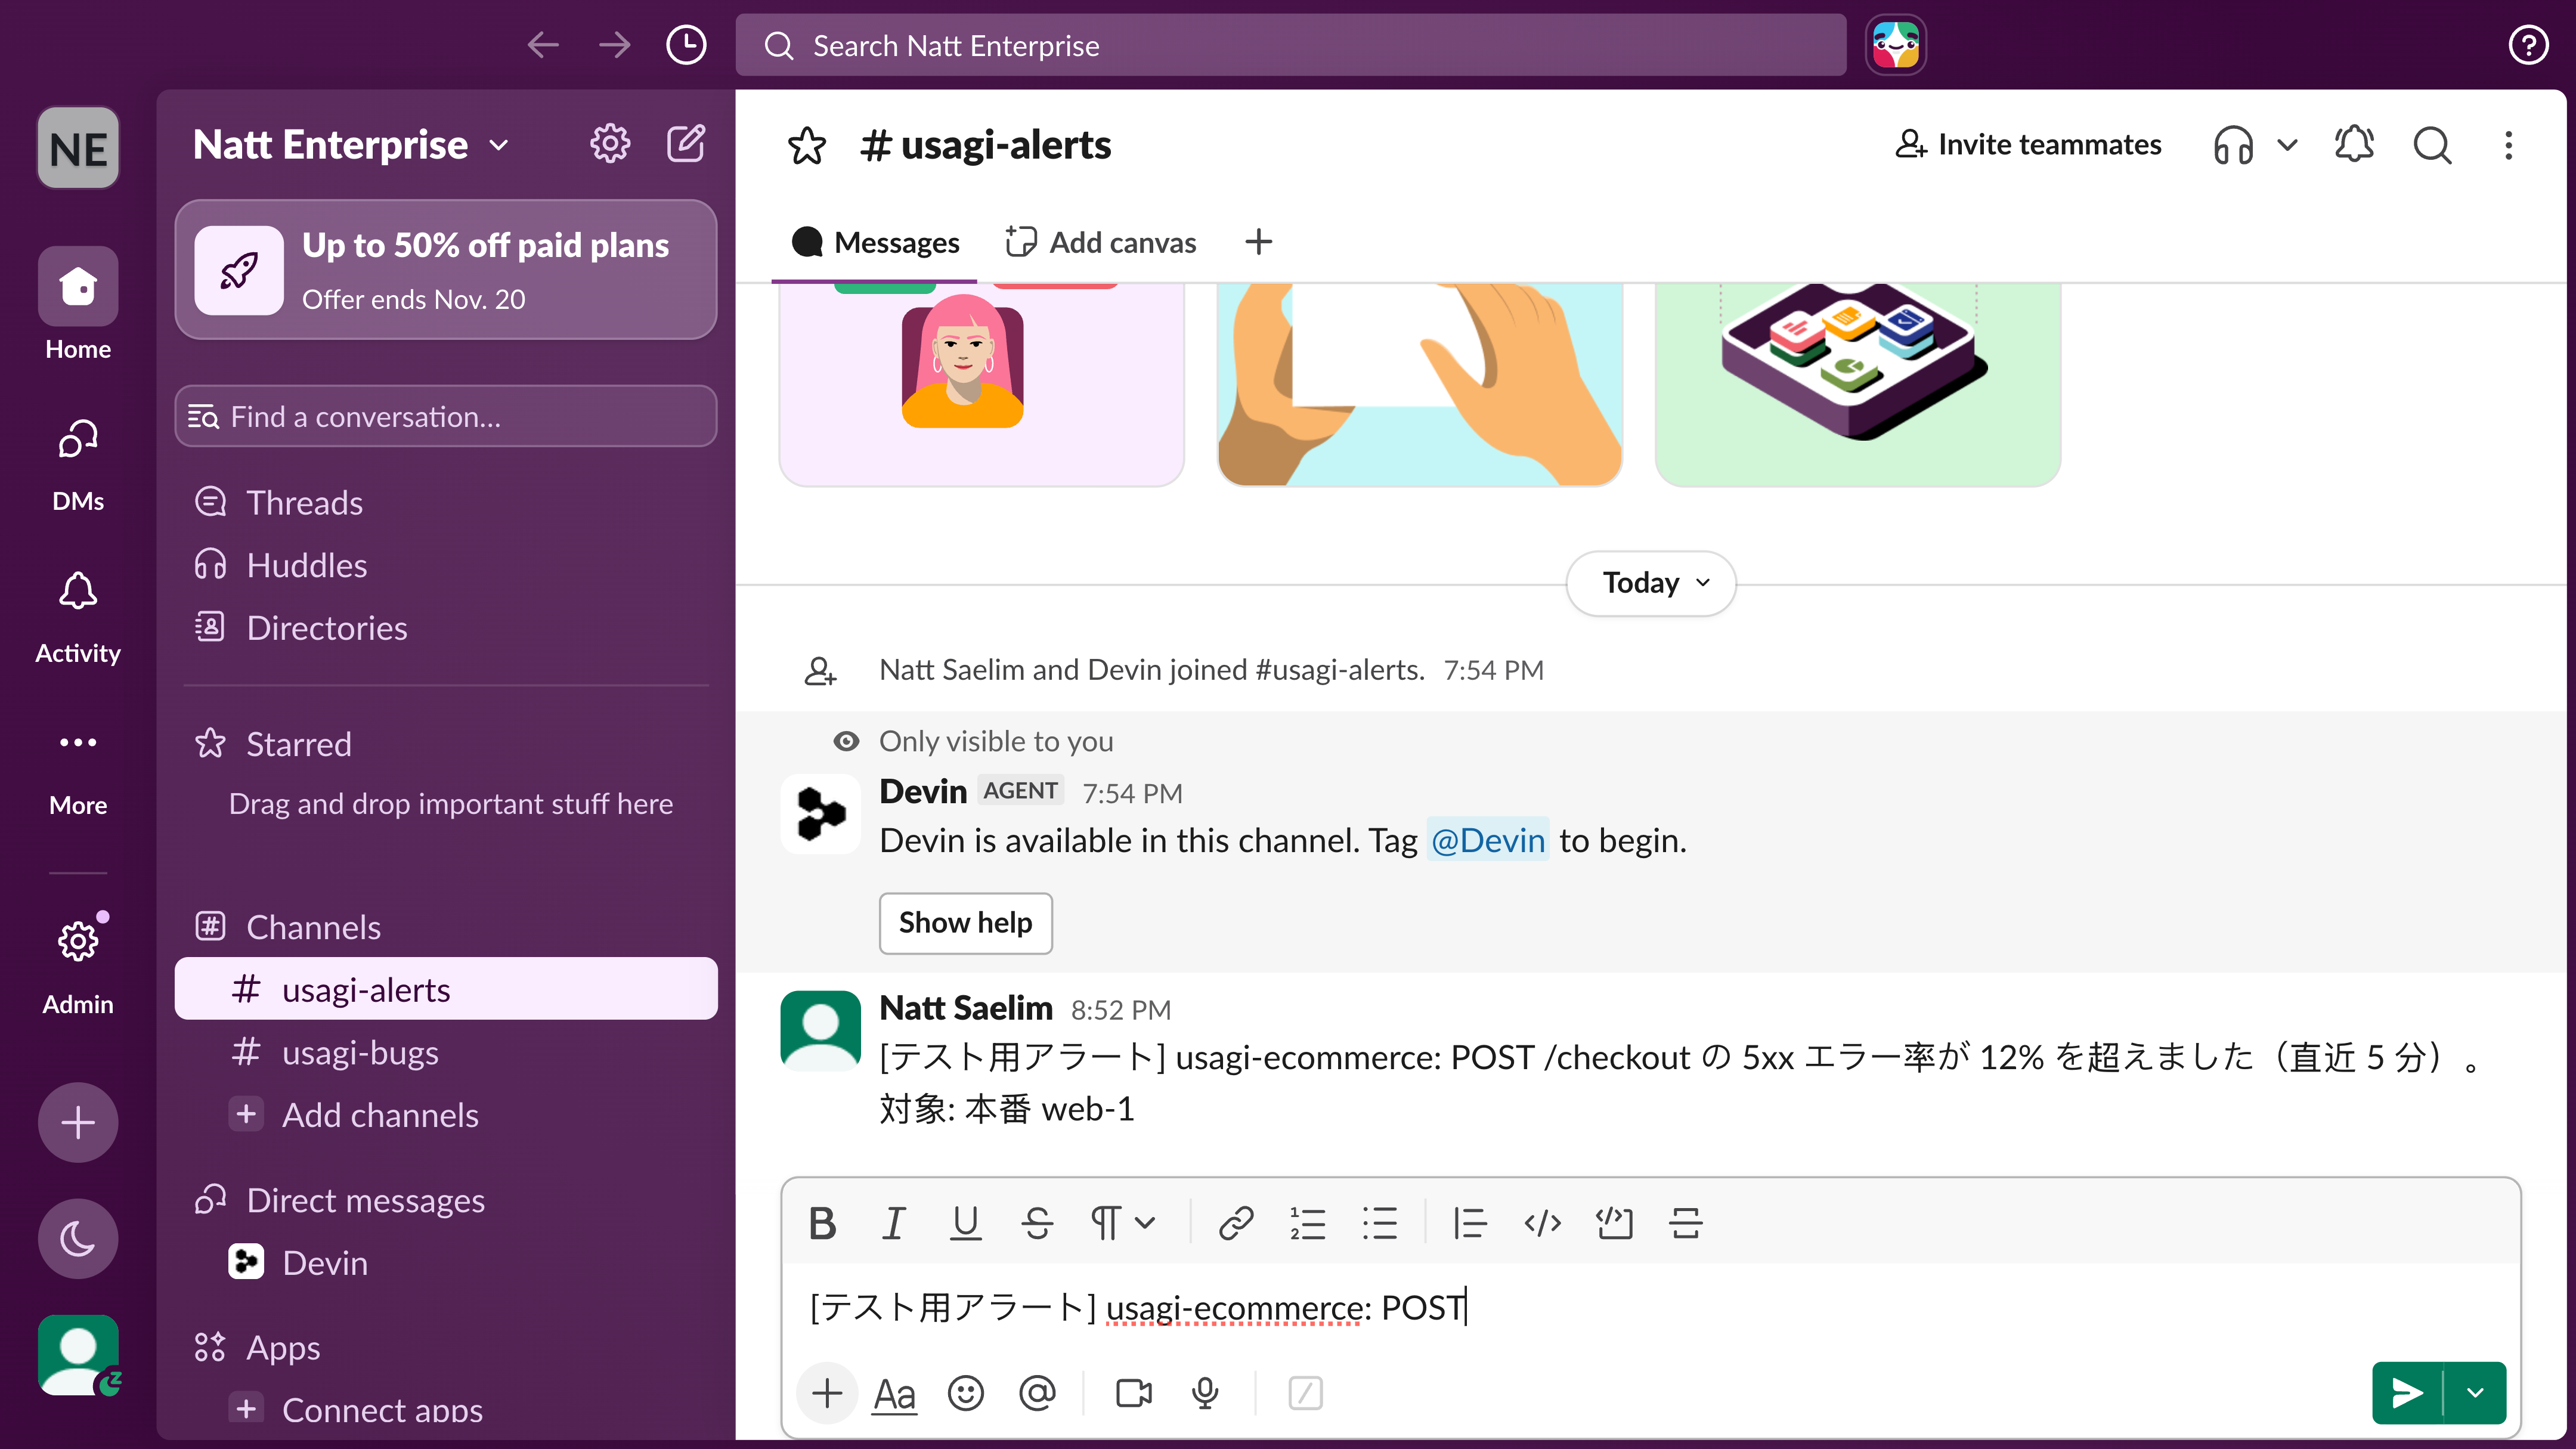 Search Natt Enterprise
NE
Home
DMs
Activity
More
Admin
Natt Enterprise
Up to 50% off paid plans
Offer ends Nov. 20
Find a conversation...
Threads
Huddles
Directories
Starred
Drag and drop important stuff here
Channels
# usagi-alerts
# usagi-bugs
Add channels
Direct messages
Devin
Apps
Connect apps
# usagi-alerts
Invite teammates
Messages
Add canvas
Today
Natt Saelim and Devin joined #usagi-alerts. 7:54 PM
Only visible to you
Devin AGENT 7:54 PM
Devin is available in this channel. Tag @Devin to begin.
Show help
Natt Saelim 8:52 PM
[テスト用アラート] usagi-ecommerce: POST /checkout の 5xx エラー率が 12% を超えました（直近 5 分）。
対象: 本番 web-1
[テスト用アラート] usagi-ecommerce: POST
Aa